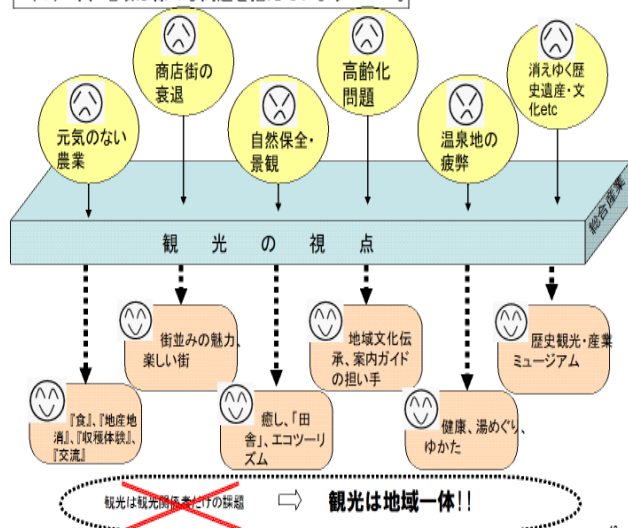 商店街の
衰退
高齢化
問題
消えゆく歴
史遺産・文
化etc
元気のない
農業
自然保全・
景観
温泉地の
疲弊
総合産業
観光の視点
街並みの魅力、
楽しい街
地域文化伝
承、案内ガイド
の担い手
歴史観光・産業
ミュージアム
『食』、『地産地
消』、『収穫体験』、
『交流』
癒し、「田
舎」、エコツーリ
ズム
健康、湯めぐり、
ゆかた
観光は観光関係者だけの課題
⇨ 観光は地域一体!!